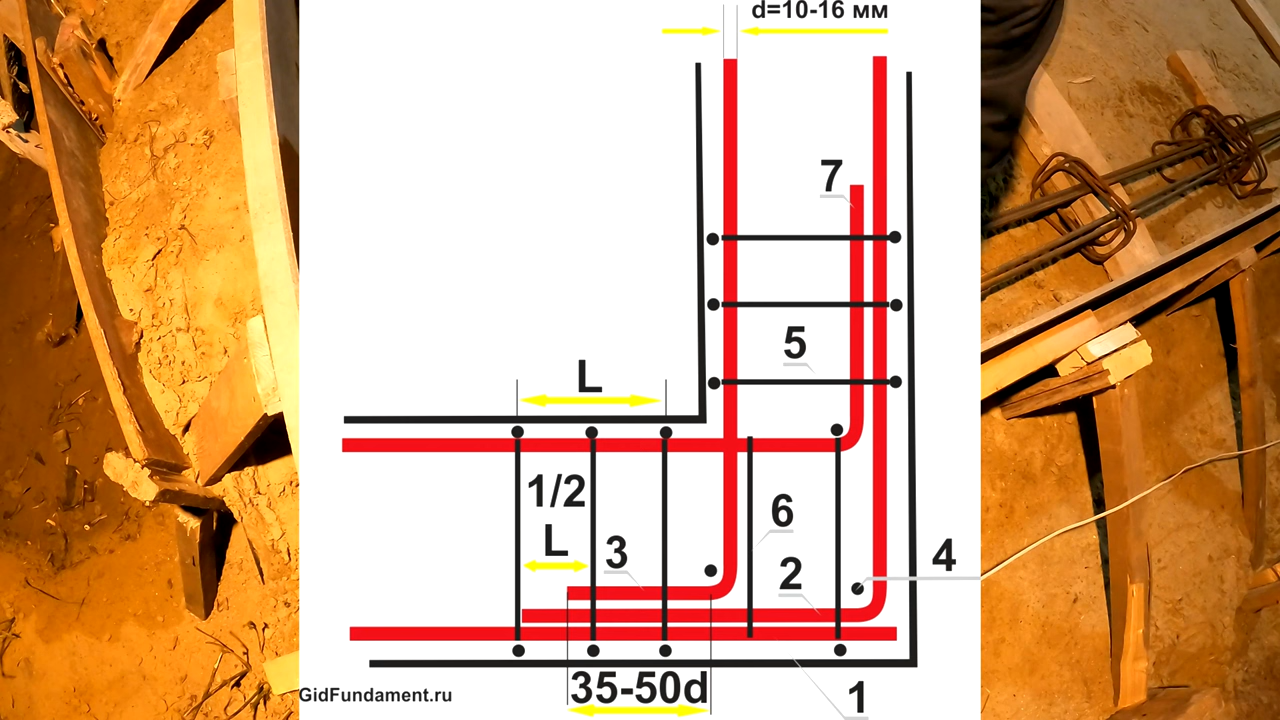 d=10-16 мм
7
5
L
1/2
L
3
6
2
4
35-50d
1
GidFundament.ru